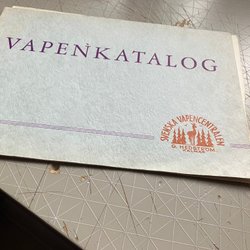 VAPENKATALOG
SVENSKA VAPENCENTRALEN
G. HEDSTRÖM